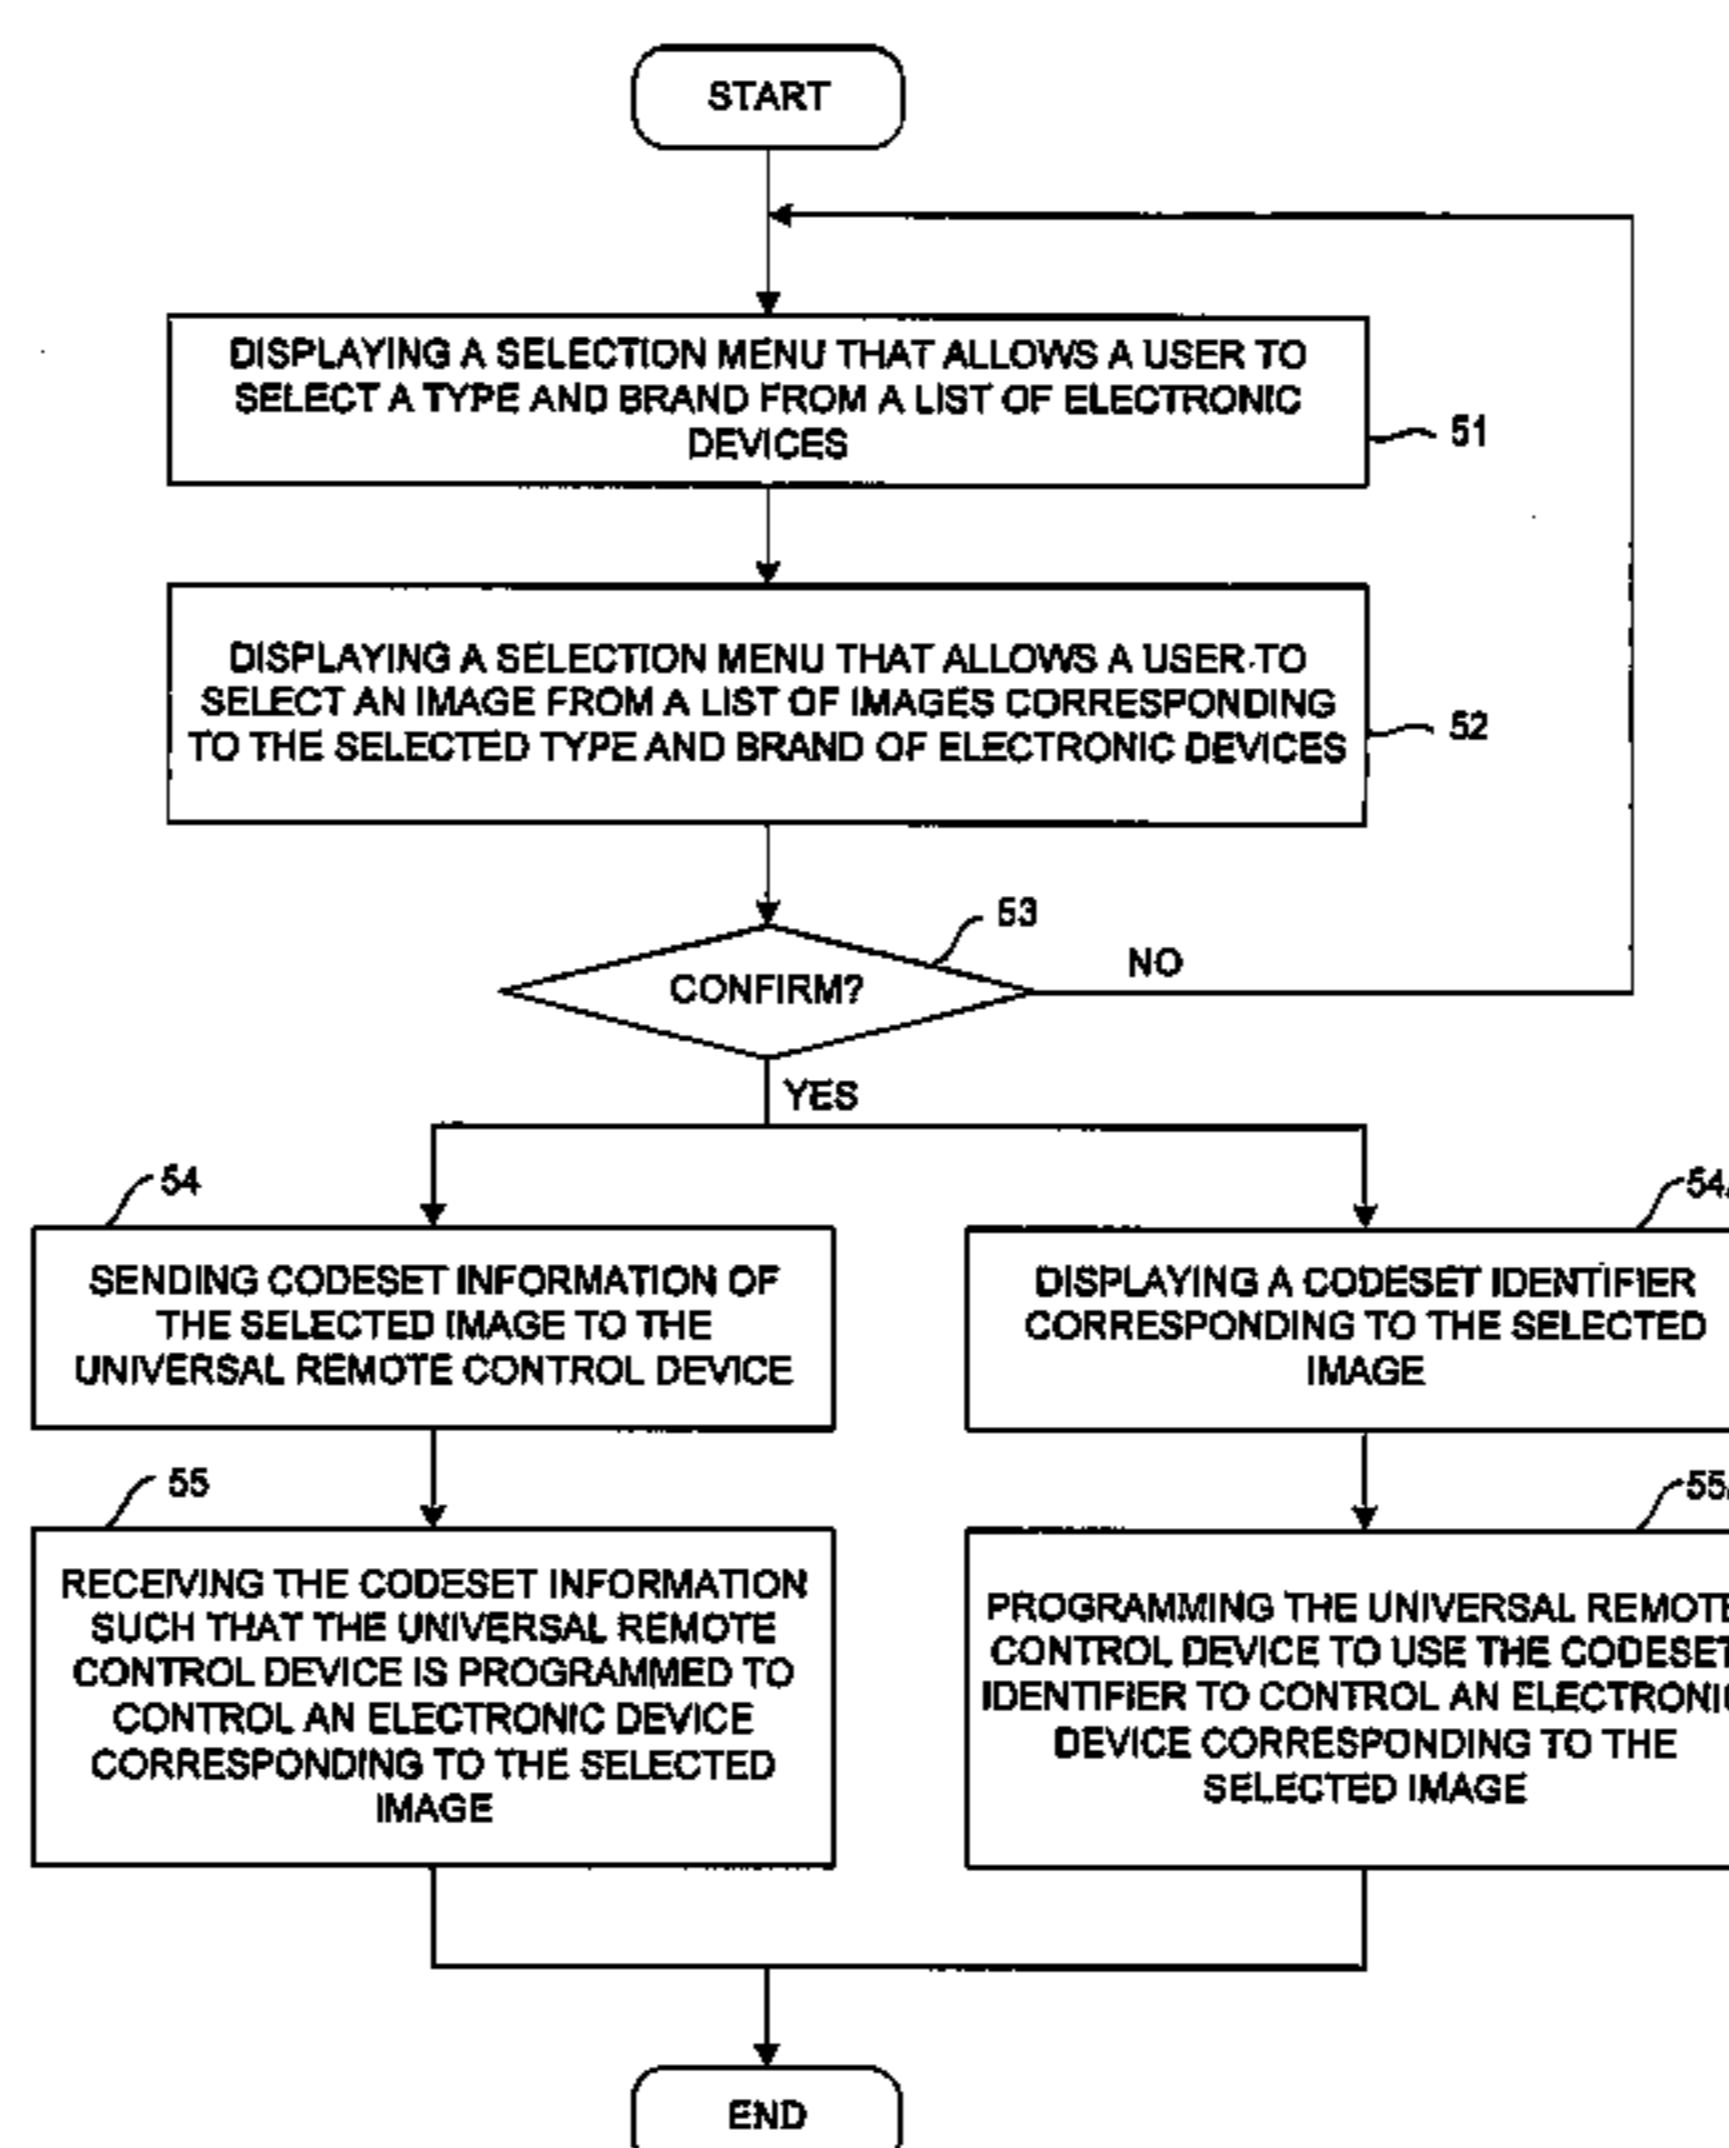 START
DISPLAYING A SELECTION MENU THAT ALLOWS A USER TO
SELECT A TYPE AND BRAND FROM A LIST OF ELECTRONIC
DEVICES
51
DISPLAYING A SELECTION MENU THAT ALLOWS A USER TO
SELECT AN IMAGE FROM A LIST OF IMAGES CORRESPONDING
TO THE SELECTED TYPE AND BRAND OF ELECTRONIC DEVICES
52
53
CONFIRM?
NO
YES
54
SENDING CODESET INFORMATION OF
THE SELECTED IMAGE TO THE
UNIVERSAL REMOTE CONTROL DEVICE
55
RECEIVING THE CODESET INFORMATION
SUCH THAT THE UNIVERSAL REMOTE
CONTROL DEVICE IS PROGRAMMED TO
CONTROL AN ELECTRONIC DEVICE
CORRESPONDING TO THE SELECTED
IMAGE
54
DISPLAYING A CODESET IDENTIFIER
CORRESPONDING TO THE SELECTED
IMAGE
55
PROGRAMMING THE UNIVERSAL REMOTE
CONTROL DEVICE TO USE THE CODESET
IDENTIFIER TO CONTROL AN ELECTRONIC
DEVICE CORRESPONDING TO THE
SELECTED IMAGE
END